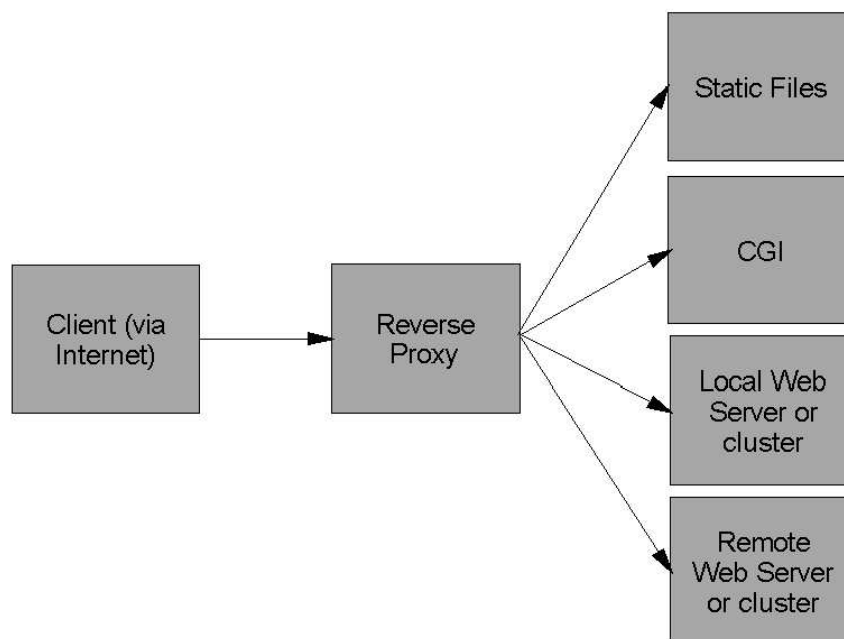 Static Files
CGI
Client (via
Internet)
Reverse
Proxy
Local Web
Server or
cluster
Remote
Web Server
or cluster